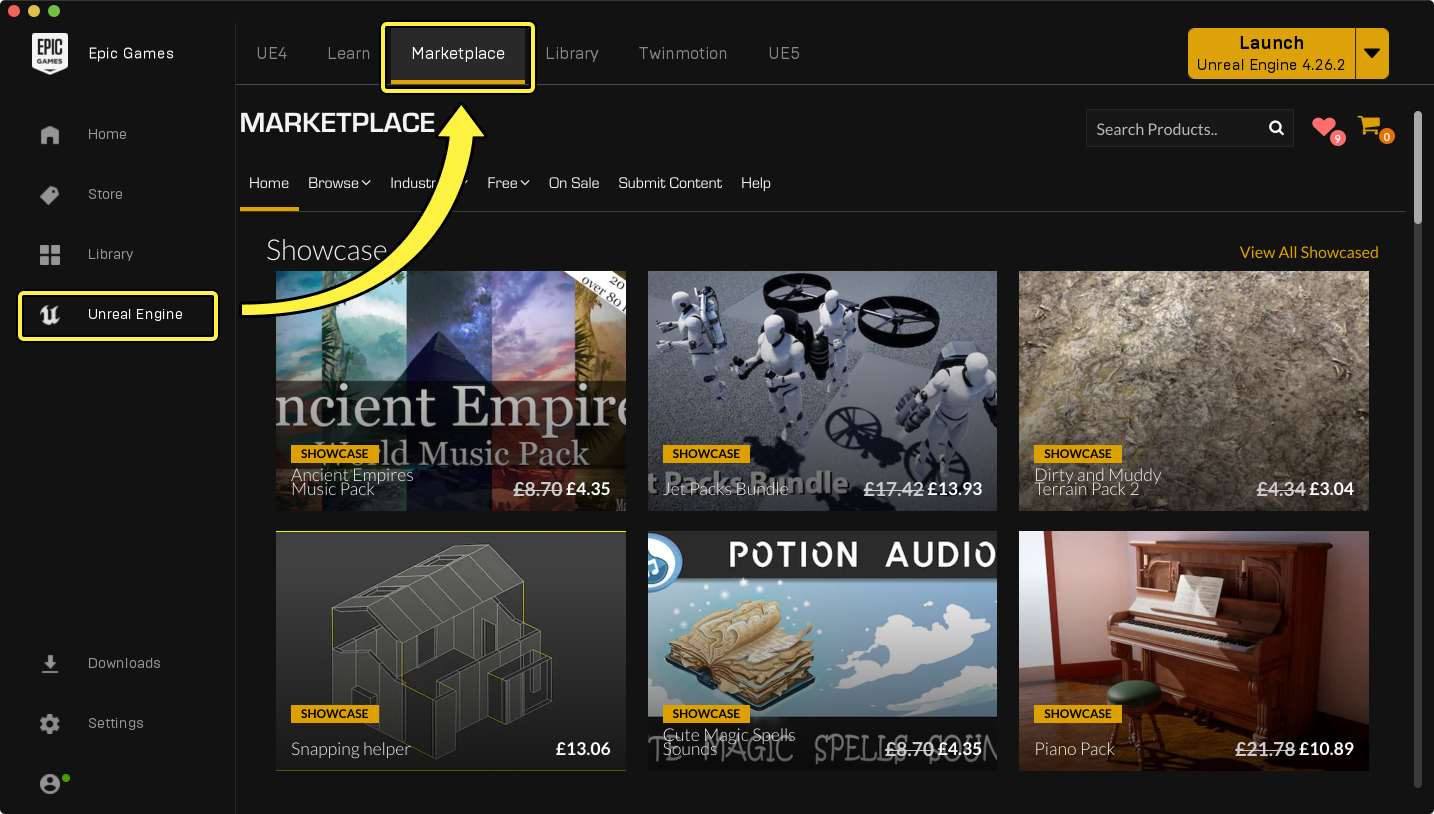 EPIC
GAMES
Epic Games
UE4
Learn
Marketplace
Library
Twinmotion
UE5
Launch
Unreal Engine 4.26.2
Home
Store
Library
Unreal Engine
Downloads
Settings
MARKETPLACE
Search Products..
9
0
Home
Browse
Free
On Sale
Submit Content
Help
Showcase
View All Showcased
20
over 80
ncient Empire
World Music Pack
SHOWCASE
Ancient Empires
Music Pack
£8.70 £4.35
t Packs Bundle
SHOWCASE
Jet Packs Bundle
£17.42 £13.93
SHOWCASE
Dirty and Muddy
Terrain Pack 2
£4.34 £3.04
SHOWCASE
Snapping helper
£13.06
POTION AUDIO
SHOWCASE
Cute Magic Spells
Sounds
MAGIC SPELLS SOUN
£8.70 £4.35
SHOWCASE
Piano Pack
£21.78 £10.89